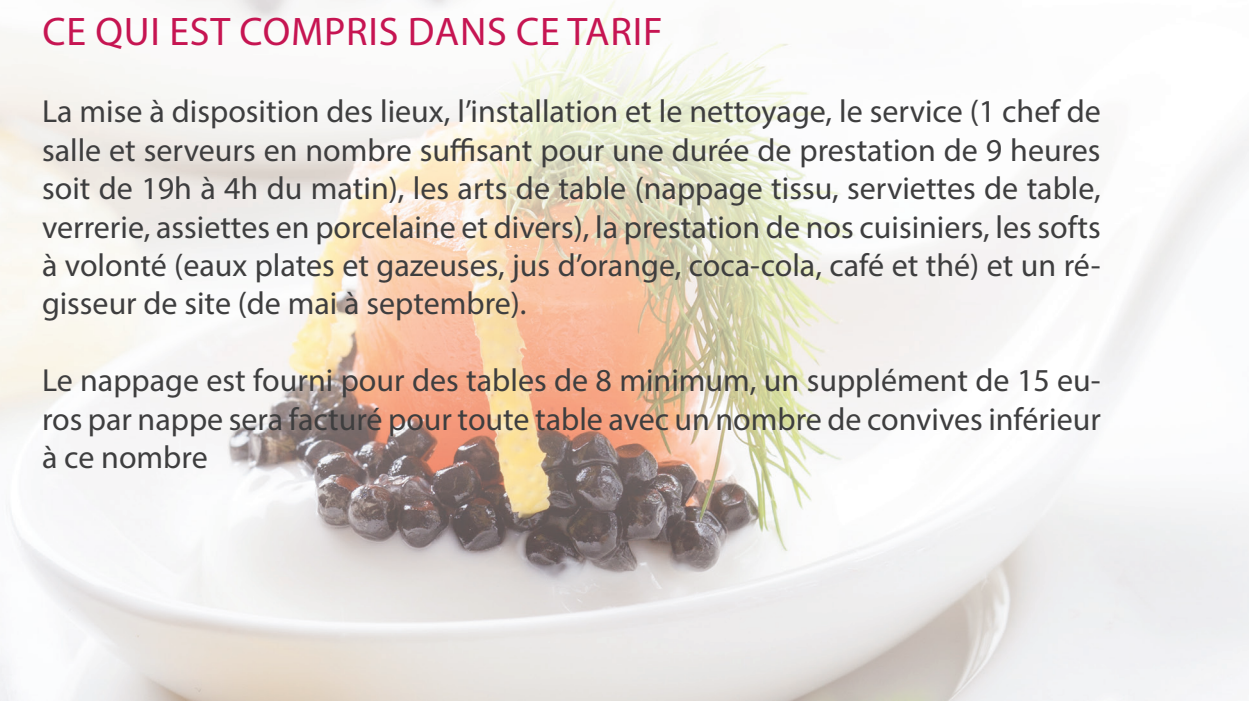 CE QUI EST COMPRIS DANS CE TARIF
La mise à disposition des lieux, l'installation et le nettoyage, le service (1 chef de
salle et serveurs en nombre suffisant pour une durée de prestation de 9 heures
soit de 19h à 4h du matin), les arts de table (nappage tissu, serviettes de table,
verrerie, assiettes en porcelaine et divers), la prestation de nos cuisiniers, les softs
à volonté (eaux plates et gazeuses, jus d'orange, coca-cola, café et thé) et un ré-
gisseur de site (de mai à septembre).
Le nappage est fourni pour des tables de 8 minimum, un supplément de 15 eu-
ros par nappe sera facturé pour toute table avec un nombre de convives inférieur
à ce nombre